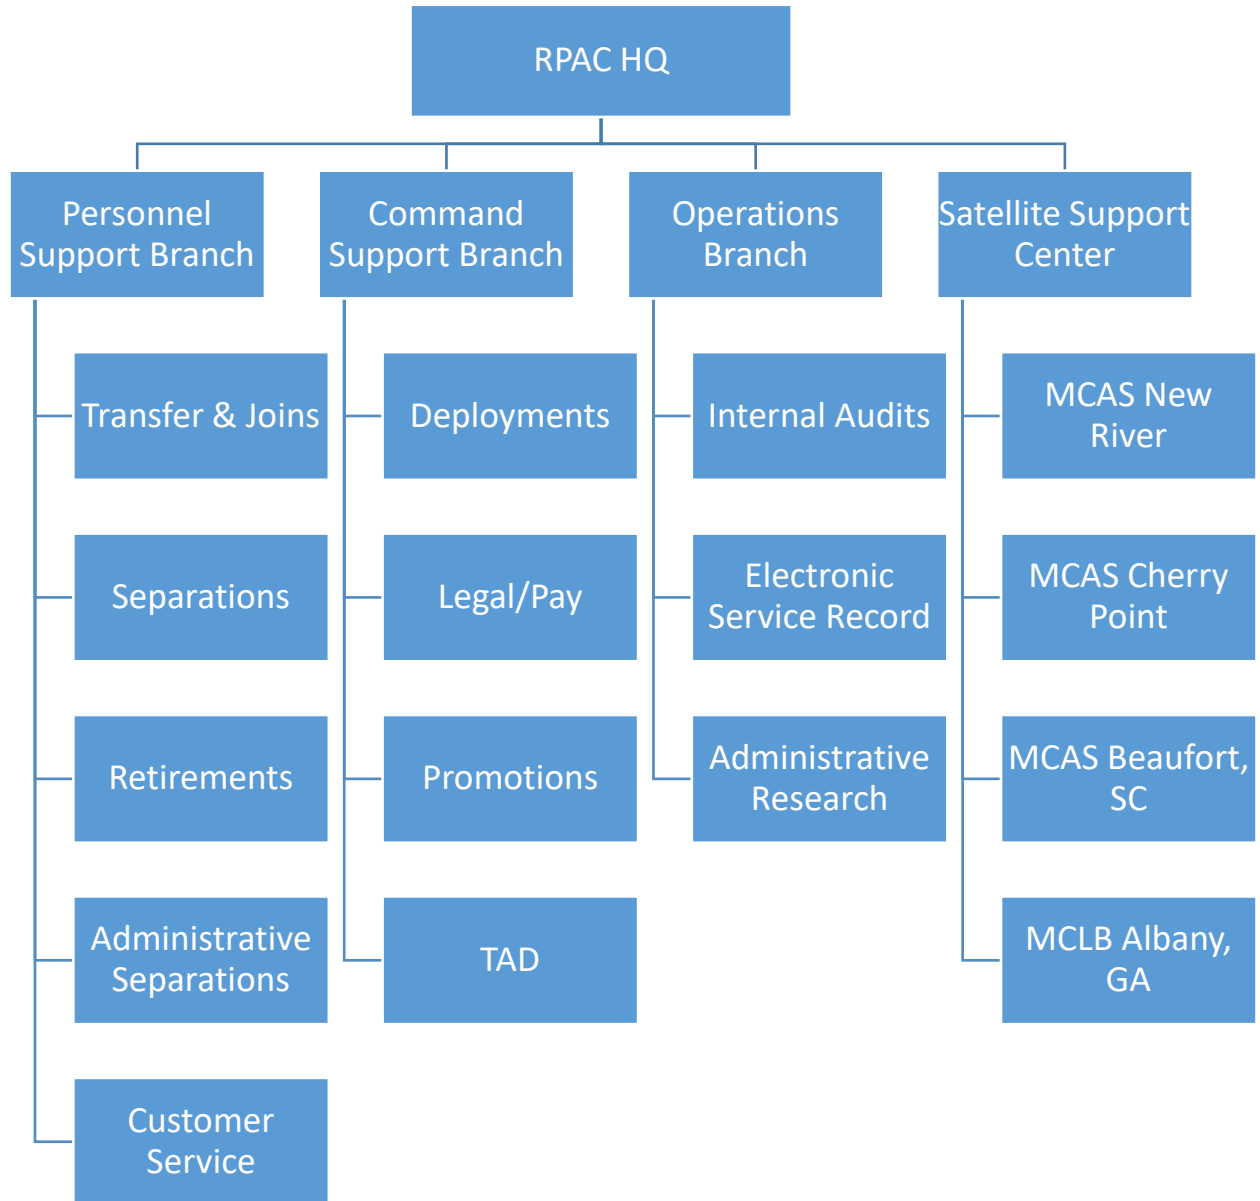 RPAC HQ
Personnel
Support Branch
Command
Support Branch
Operations
Branch
Satellite Support
Center
Transfer & Joins
Separations
Retirements
Administrative
Separations
Customer
Service
Deployments
Legal/Pay
Promotions
TAD
Internal Audits
Electronic
Service Record
Administrative
Research
MCAS New
River
MCAS Cherry
Point
MCAS Beaufort,
SC
MCLB Albany,
GA